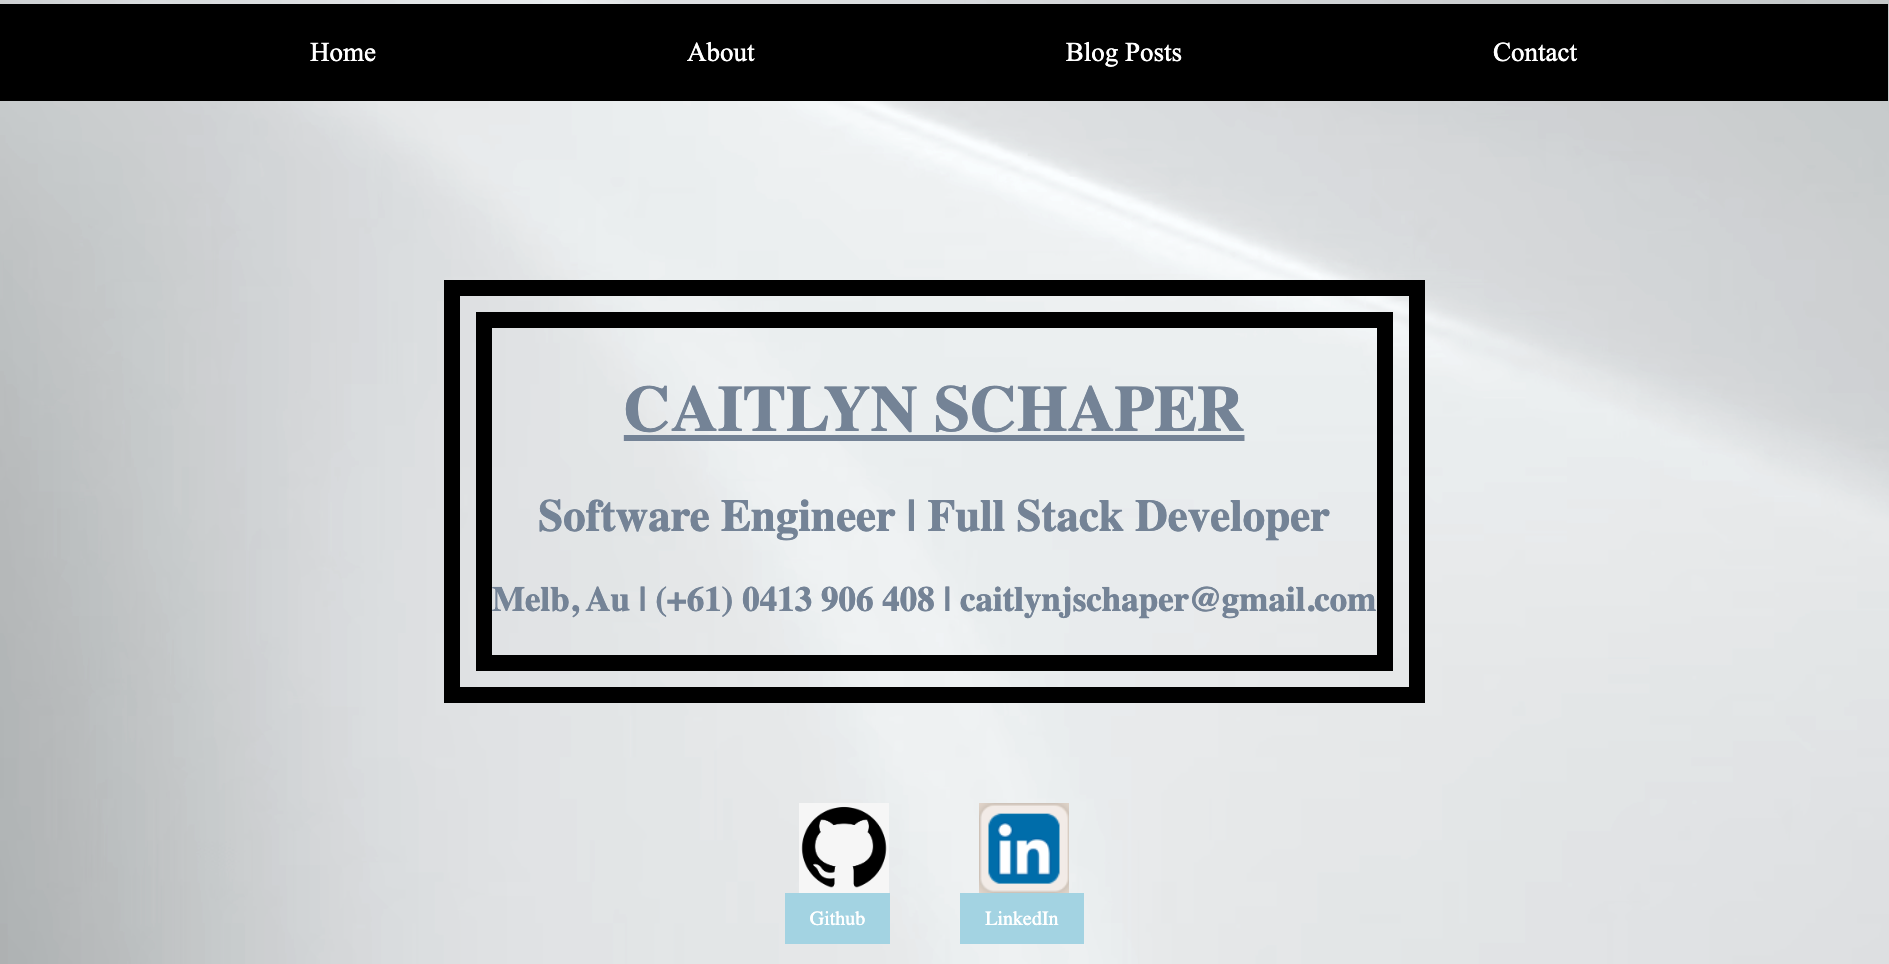 Home About Blog Posts Contact
CAITLYN SCHAPER
Software Engineer | Full Stack Developer
Melb, Au | (+61) 0413 906 408 | caitlynjschaper@gmail.com
in
Github LinkedIn